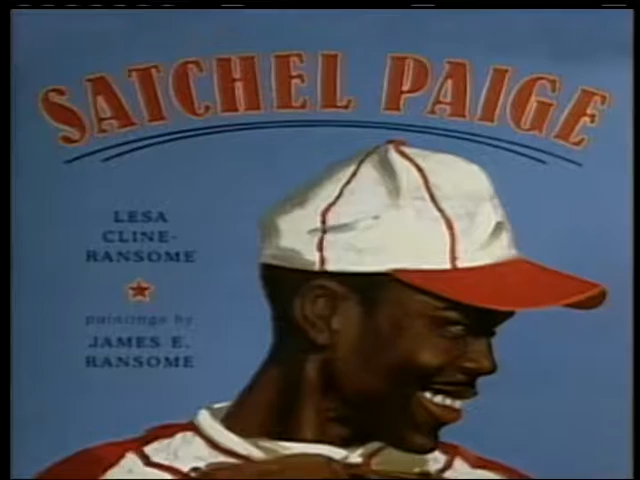 SATCHEL PAIGE
LESA
CLINE-
RANSOME
paintings by
JAMES E.
RANSOME